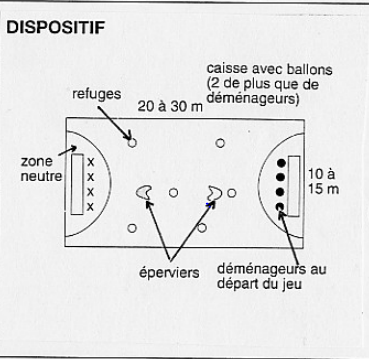 DISPOSITIF
caisse avec ballons
(2 de plus que de
déménageurs)
refuges
20 à 30 m
zone
neutre
x
x
x
x
10 à
15 m
éperviers
déménageurs au
départ du jeu